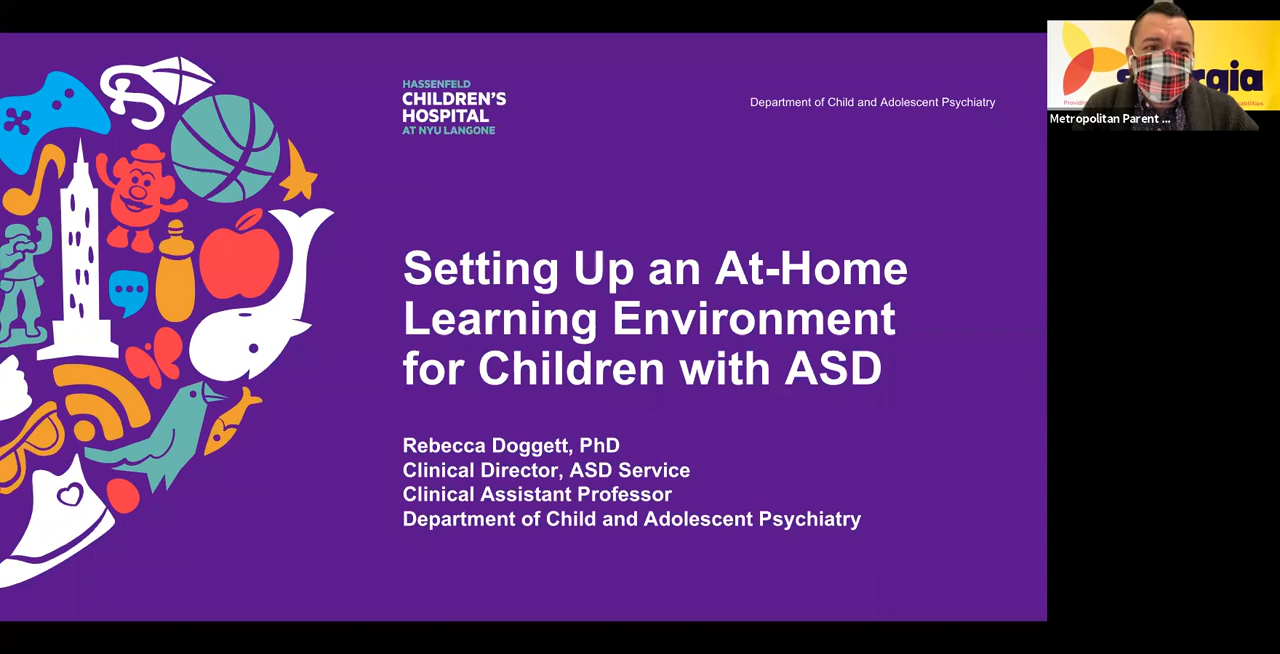 HASSENFELD
CHILDREN'S
HOSPITAL
AT NYU LANGONE
Department of Child and Adolescent Psychiatry
Metropolitan Parent ...
Setting Up an At-Home
Learning Environment
for Children with ASD
Rebecca Doggett, PhD
Clinical Director, ASD Service
Clinical Assistant Professor
Department of Child and Adolescent Psychiatry